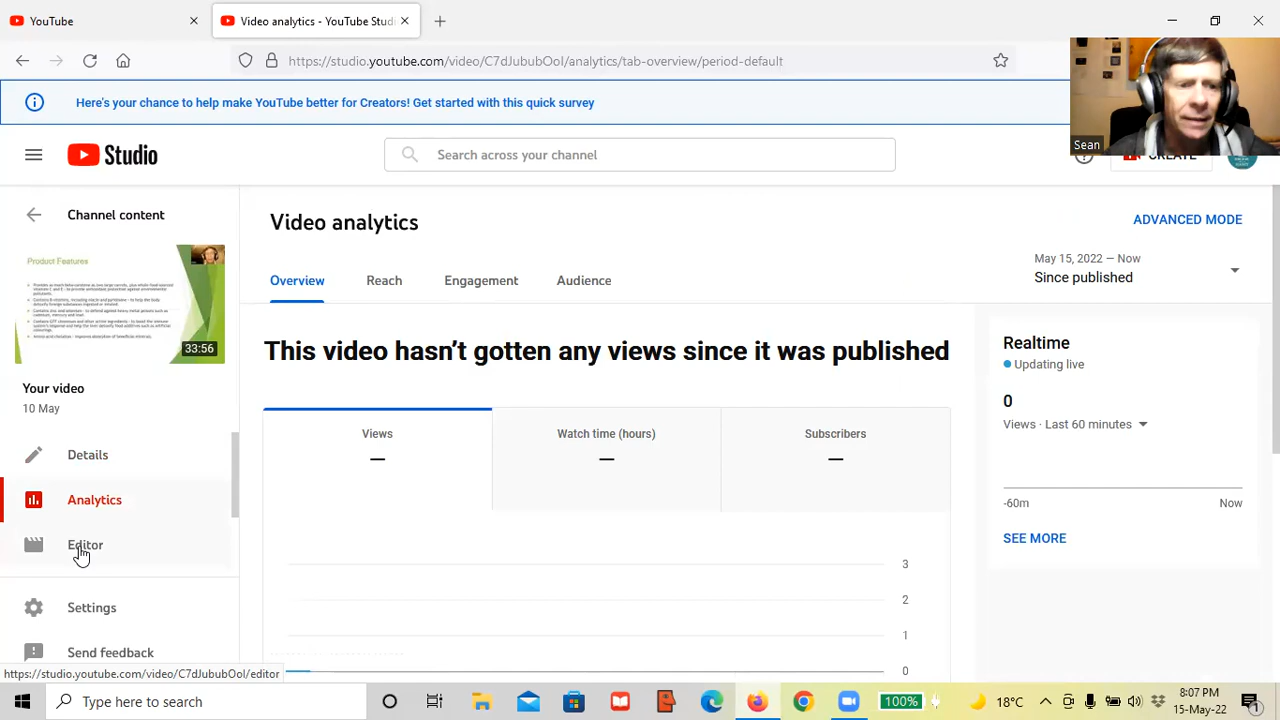 YouTube
Video analytics - YouTube Stud
https://studio.youtube.com/video/C7dJububOoI/analytics/tab-overview/period-default
Here's your chance to help make YouTube better for Creators! Get started with this quick survey
Sean
Studio
Search across your channel
CREATE
Channel content
Video analytics
ADVANCED MODE
May 15, 2022 — Now
Since published
Overview
Reach
Engagement
Audience
Product Features
33:56
This video hasn't gotten any views since it was published
Realtime
Updating live
0
Views · Last 60 minutes
Your video
10 May
Views
Watch time (hours)
Subscribers
—
—
—
Details
Analytics
Editor
-60m
Now
SEE MORE
3
2
1
0
Settings
Send feedback
https://studio.youtube.com/video/C7dJububOoI/editor
Type here to search
100%
18°C
8:07 PM
15-May-22
1